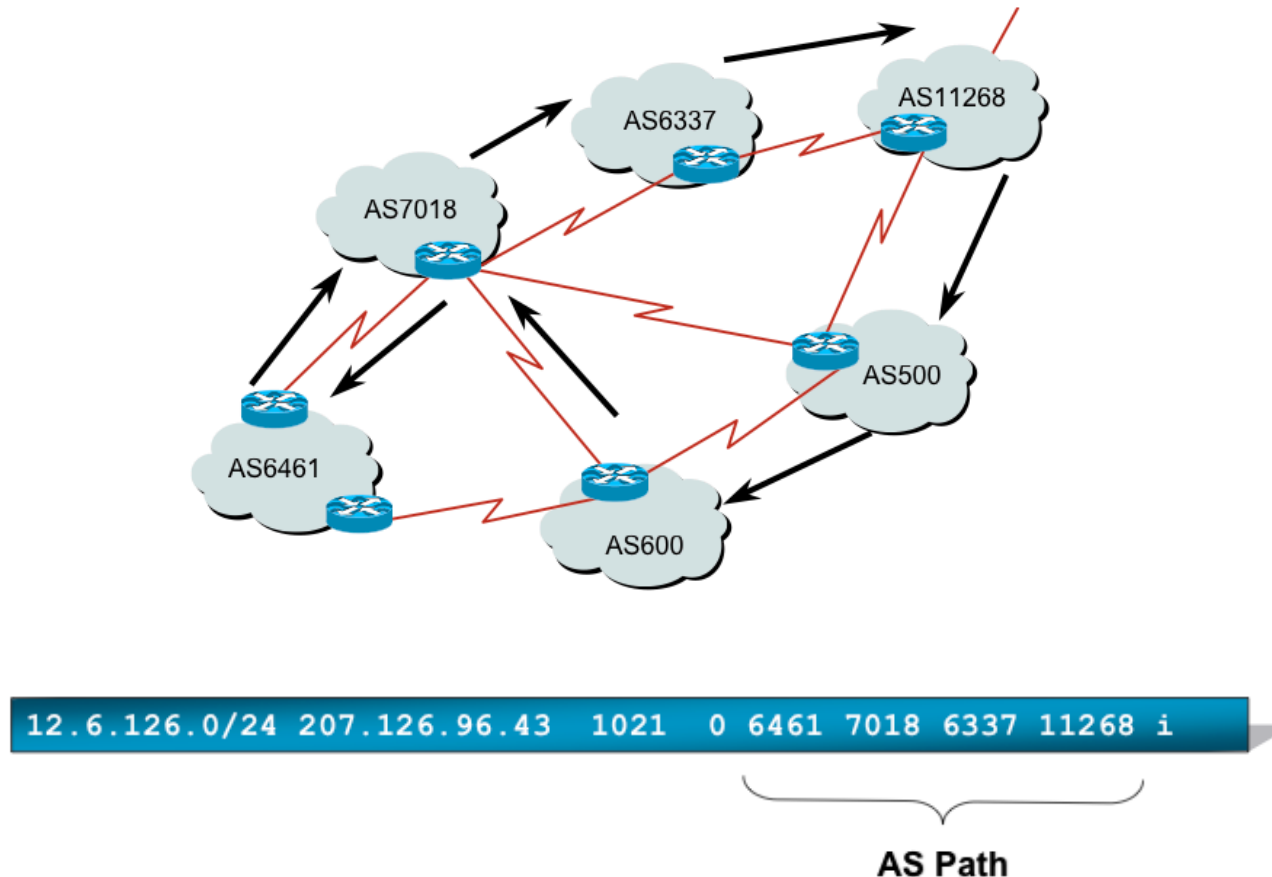 AS11268
AS6337
AS7018
AS500
AS6461
AS600
12.6.126.0/24 207.126.96.43 1021 0 6461 7018 6337 11268 i
AS Path